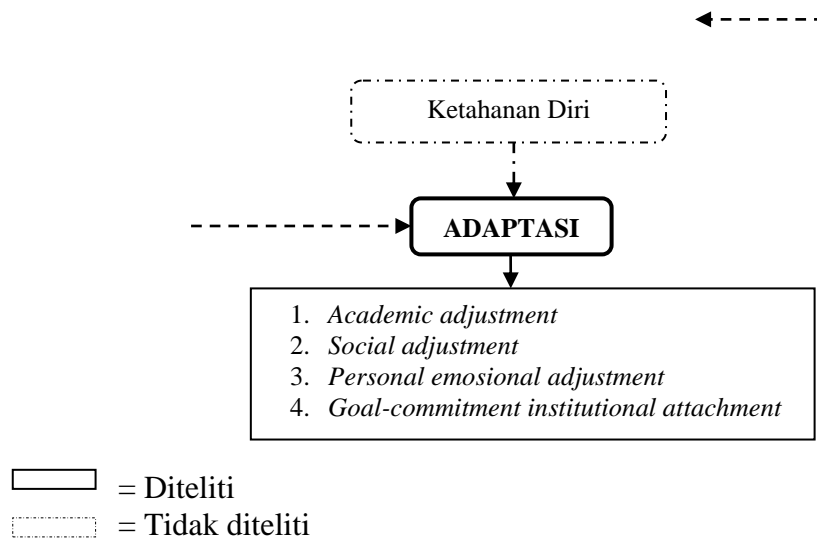 Ketahanan Diri
ADAPTASI
1. Academic adjustment
2. Social adjustment
3. Personal emosional adjustment
4. Goal-commitment institutional attachment
= Diteliti
= Tidak diteliti